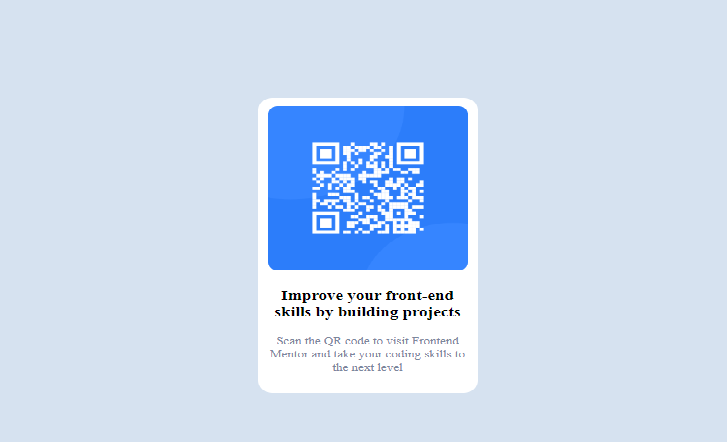 Improve your front-end
skills by building projects
Scan the QR code to visit Frontend
Mentor and take your coding skills to
the next level